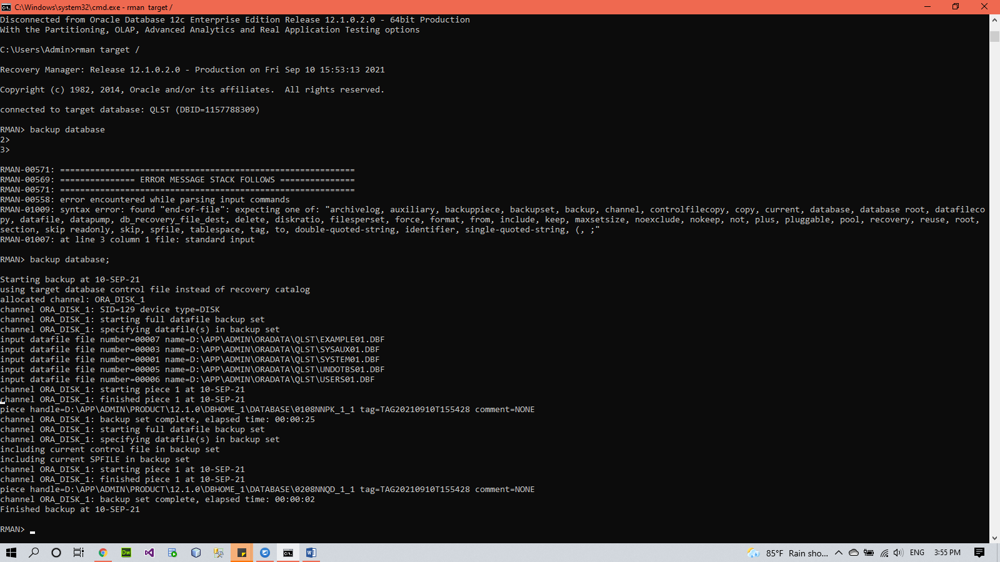 C:\Windows\system32\cmd.exe - rman target /
Disconnected from Oracle Database 12c Enterprise Edition Release 12.1.0.2.0 - 64bit Production
With the Partitioning, OLAP, Advanced Analytics and Real Application Testing options
C:\Users\Admin>rman target /
Recovery Manager: Release 12.1.0.2.0 - Production on Fri Sep 10 15:53:13 2021
Copyright (c) 1982, 2014, Oracle and/or its affiliates.  All rights reserved.
connected to target database: QLST (DBID=1157788309)
RMAN> backup database
2>
3>
RMAN-00571: ===========================================================
RMAN-00569: =============== ERROR MESSAGE STACK FOLLOWS ===============
RMAN-00571: ===========================================================
RMAN-00558: error encountered while parsing input commands
RMAN-01009: syntax error: found "end-of-file": expecting one of: "archivelog, auxiliary, backuppiece, backupset, backup, channel, controlfilecopy, copy, current, database, database root, datafileco
py, datafile, datapump, db_recovery_file_dest, delete, diskratio, filesperset, force, format, from, include, keep, maxsetsize, noexclude, nokeep, not, plus, pluggable, pool, recovery, reuse, root,
section, skip readonly, skip, spfile, tablespace, tag, to, double-quoted-string, identifier, single-quoted-string, (, ;"
RMAN-01007: at line 3 column 1 file: standard input
RMAN> backup database;
Starting backup at 10-SEP-21
using target database control file instead of recovery catalog
allocated channel: ORA_DISK_1
channel ORA_DISK_1: SID=129 device type=DISK
channel ORA_DISK_1: starting full datafile backup set
channel ORA_DISK_1: specifying datafile(s) in backup set
input datafile file number=00007 name=D:\APP\ADMIN\ORADATA\QLST\EXAMPLE01.DBF
input datafile file number=00003 name=D:\APP\ADMIN\ORADATA\QLST\SYSAUX01.DBF
input datafile file number=00001 name=D:\APP\ADMIN\ORADATA\QLST\SYSTEM01.DBF
input datafile file number=00005 name=D:\APP\ADMIN\ORADATA\QLST\UNDOTBS01.DBF
input datafile file number=00006 name=D:\APP\ADMIN\ORADATA\QLST\USERS01.DBF
channel ORA_DISK_1: starting piece 1 at 10-SEP-21
channel ORA_DISK_1: finished piece 1 at 10-SEP-21
piece handle=D:\APP\ADMIN\PRODUCT\12.1.0\DBHOME_1\DATABASE\0108NNPK_1_1 tag=TAG20210910T155428 comment=NONE
channel ORA_DISK_1: backup set complete, elapsed time: 00:00:25
channel ORA_DISK_1: starting full datafile backup set
channel ORA_DISK_1: specifying datafile(s) in backup set
including current control file in backup set
including current SPFILE in backup set
channel ORA_DISK_1: starting piece 1 at 10-SEP-21
channel ORA_DISK_1: finished piece 1 at 10-SEP-21
piece handle=D:\APP\ADMIN\PRODUCT\12.1.0\DBHOME_1\DATABASE\0208NNQD_1_1 tag=TAG20210910T155428 comment=NONE
channel ORA_DISK_1: backup set complete, elapsed time: 00:00:02
Finished backup at 10-SEP-21
RMAN>
Dw 85°F Rain sho... ENG 3:55 PM